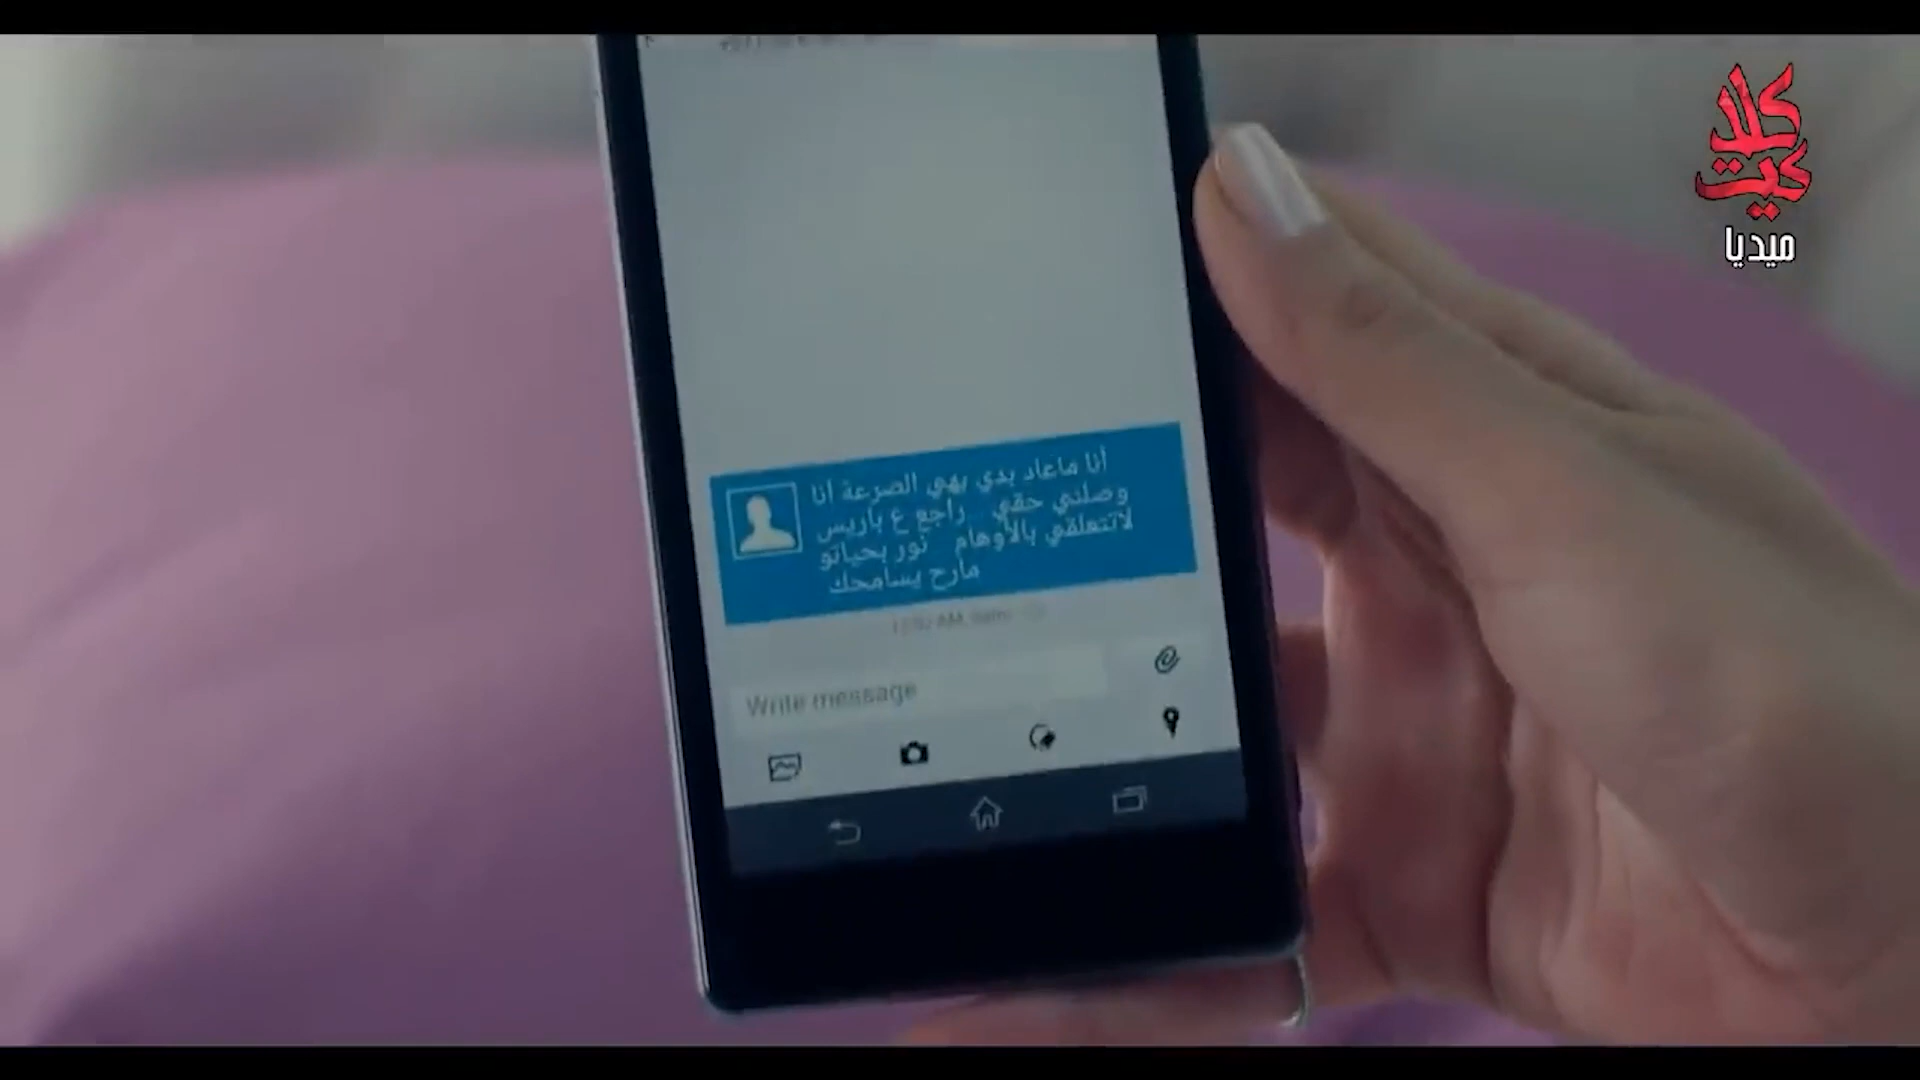 كلاكيت
ميديا
أنا ماعاد بدي بهي الصرعة أنا
وصلني حقي راجع ع باريس
لاتتعلقي بالأوهام نور بحياتو
مارح يسامحك
AM
Write message